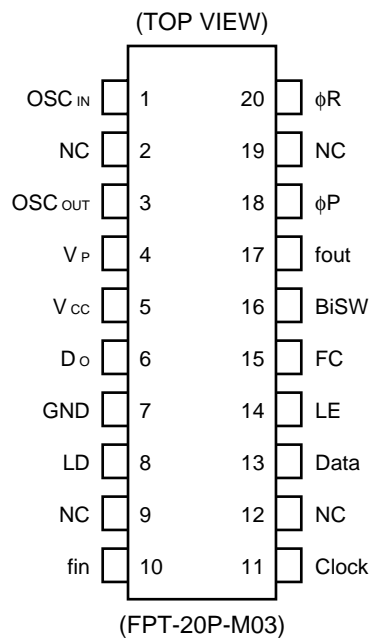 (TOP VIEW)
OSC IN 1 20 ϕR
NC 2 19 NC
OSC OUT 3 18 ϕP
V P 4 17 fout
V CC 5 16 BiSW
D O 6 15 FC
GND 7 14 LE
LD 8 13 Data
NC 9 12 NC
fin 10 11 Clock
(FPT-20P-M03)